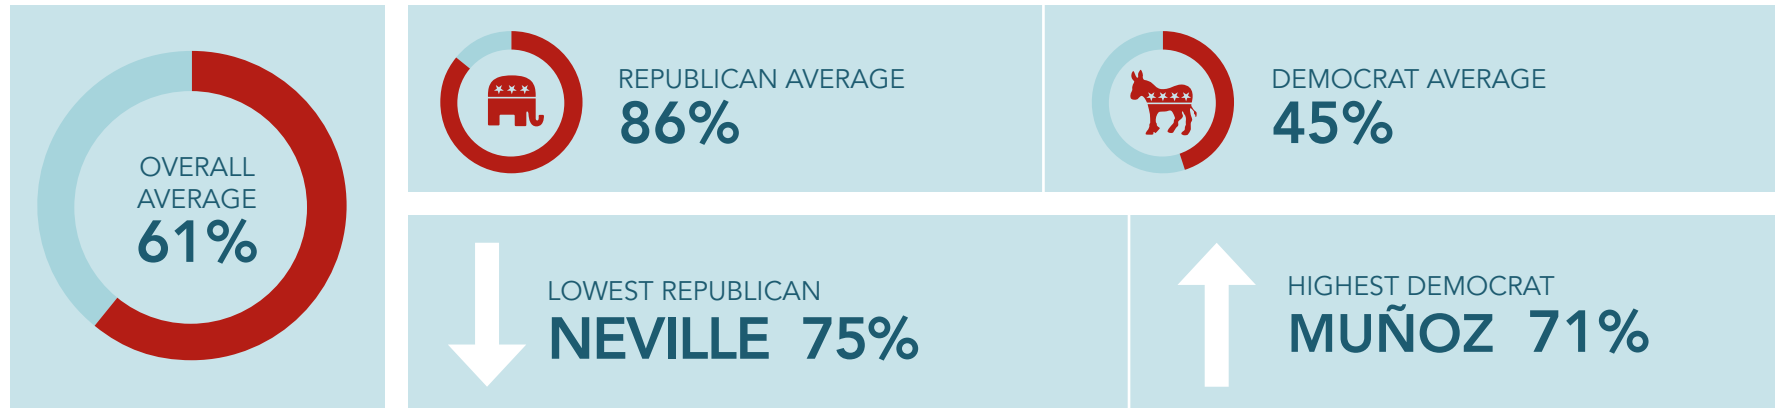 OVERALL
AVERAGE
61%
REPUBLICAN AVERAGE
86%
DEMOCRAT AVERAGE
45%
LOWEST REPUBLICAN
NEVILLE 75%
HIGHEST DEMOCRAT
MUÑOZ 71%